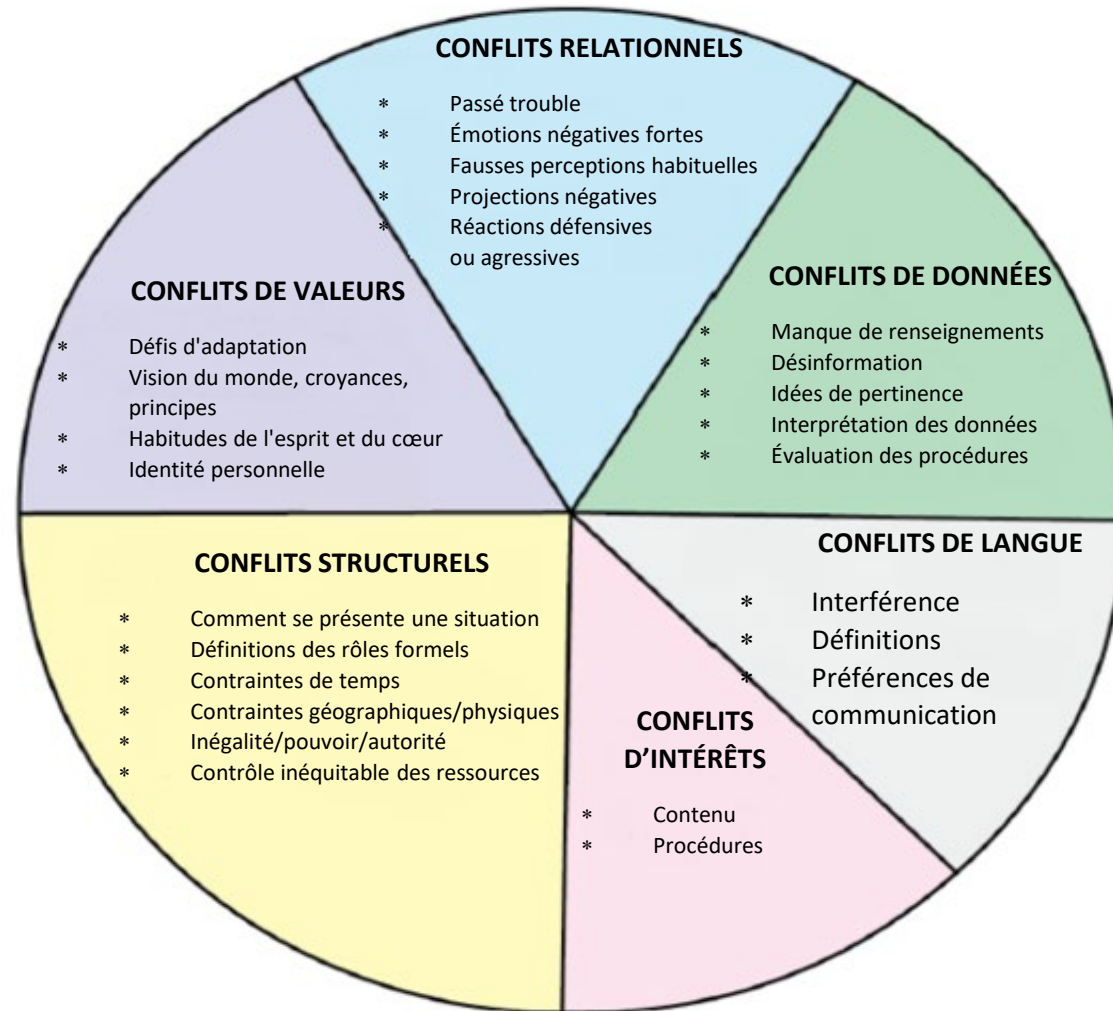 CONFLITS RELATIONNELS
* Passé trouble
* Émotions négatives fortes
* Fausses perceptions habituelles
* Projections négatives
* Réactions défensives
ou agressives
CONFLITS DE DONNÉES
* Manque de renseignements
* Désinformation
* Idées de pertinence
* Interprétation des données
* Évaluation des procédures
CONFLITS DE LANGUE
* Interférence
* Définitions
* Préférences de
communication
CONFLITS
D’INTÉRÊTS
* Contenu
* Procédures
CONFLITS STRUCTURELS
* Comment se présente une situation
* Définitions des rôles formels
* Contraintes de temps
* Contraintes géographiques/physiques
* Inégalité/pouvoir/autorité
* Contrôle inéquitable des ressources
CONFLITS DE VALEURS
* Défis d'adaptation
* Vision du monde, croyances,
principes
* Habitudes de l'esprit et du cœur
* Identité personnelle